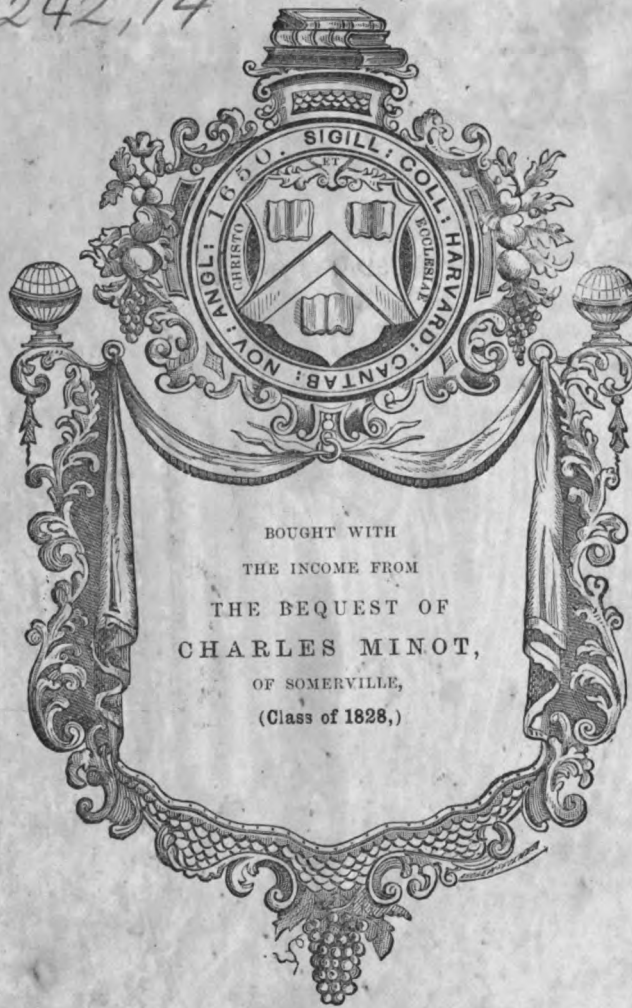 242,14
SIGILL: COLL: HARVARD: CANTAB: NOV: ANGL: 1650.
ET
CHRISTO
ECCLESIAE
BOUGHT WITH
THE INCOME FROM
THE BEQUEST OF
CHARLES MINOT,
OF SOMERVILLE,
(Class of 1828,)